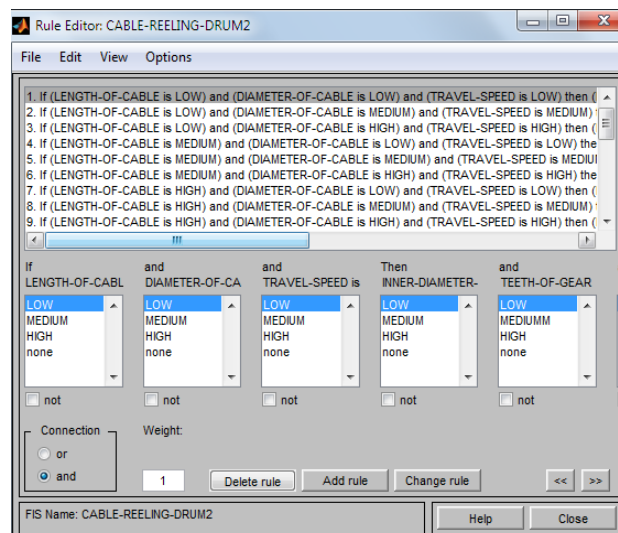 Rule Editor: CABLE-REELING-DRUM2
File Edit View Options
1. If (LENGTH-OF-CABLE is LOW) and (DIAMETER-OF-CABLE is LOW) and (TRAVEL-SPEED is LOW) then (
2. If (LENGTH-OF-CABLE is LOW) and (DIAMETER-OF-CABLE is MEDIUM) and (TRAVEL-SPEED is MEDIUM)
3. If (LENGTH-OF-CABLE is LOW) and (DIAMETER-OF-CABLE is HIGH) and (TRAVEL-SPEED is HIGH) then (
4. If (LENGTH-OF-CABLE is MEDIUM) and (DIAMETER-OF-CABLE is LOW) and (TRAVEL-SPEED is LOW) the
5. If (LENGTH-OF-CABLE is MEDIUM) and (DIAMETER-OF-CABLE is MEDIUM) and (TRAVEL-SPEED is MEDIU
6. If (LENGTH-OF-CABLE is MEDIUM) and (DIAMETER-OF-CABLE is HIGH) and (TRAVEL-SPEED is HIGH) t
7. If (LENGTH-OF-CABLE is HIGH) and (DIAMETER-OF-CABLE is LOW) and (TRAVEL-SPEED is LOW) then (
8. If (LENGTH-OF-CABLE is HIGH) and (DIAMETER-OF-CABLE is MEDIUM) and (TRAVEL-SPEED is MEDIUM)
9. If (LENGTH-OF-CABLE is HIGH) and (DIAMETER-OF-CABLE is HIGH) and (TRAVEL-SPEED is HIGH) then (
If and and Then and
LENGTH-OF-CABL DIAMETER-OF-CA TRAVEL-SPEED is INNER-DIAMETER- TEETH-OF-GEAR
LOW LOW LOW LOW LOW
MEDIUM MEDIUM MEDIUM MEDIUM MEDIUMM
HIGH HIGH HIGH HIGH HIGH
none none none none none
not not not not not
Connection Weight:
or
and 1 Delete rule Add rule Change rule << >>
FIS Name: CABLE-REELING-DRUM2 Help Close